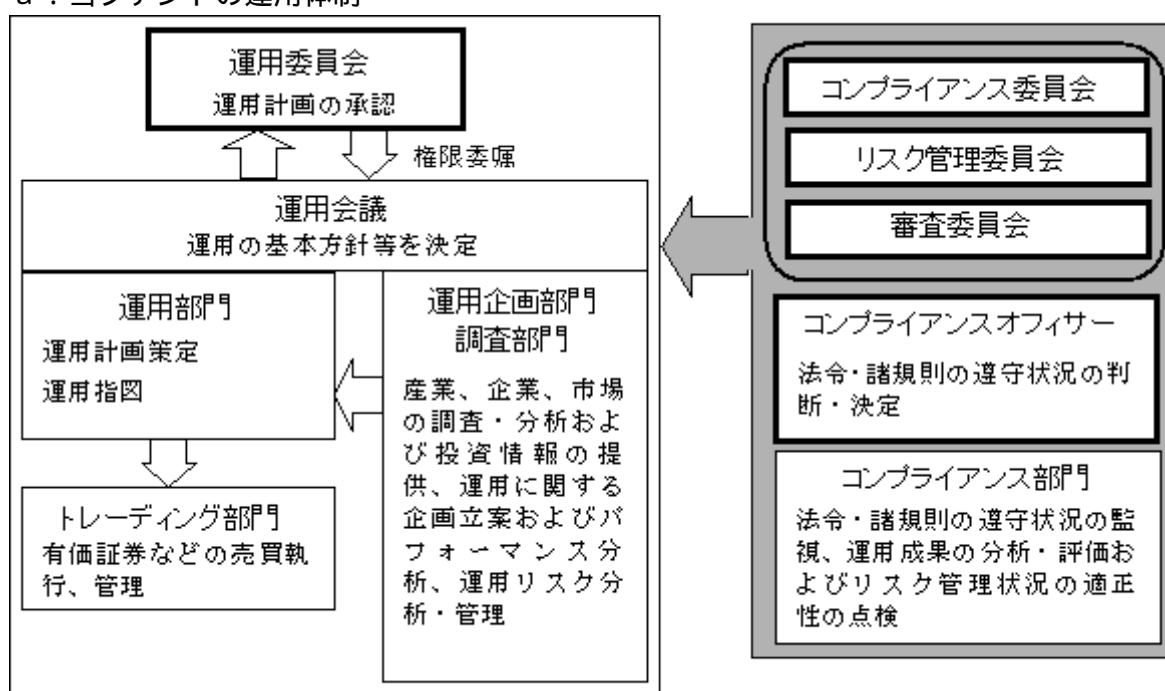 ａ．当ファンドの運用体制
運用委員会
運用計画の承認
権限委嘱
運用会議
運用の基本方針等を決定
運用部門
運用計画策定
運用指図
運用企画部門
調査部門
産業、企業、市場
の調査・分析およ
び投資情報の提
供、運用に関する
企画立案およびパ
フォーマンス分
析、運用リスク分
析・管理
トレーディング部門
有価証券などの売買執
行、管理
コンプライアンス委員会
リスク管理委員会
審査委員会
コンプライアンスオフィサー
法令・諸規則の遵守状況の判
断・決定
コンプライアンス部門
法令・諸規則の遵守状況の監
視、運用成果の分析・評価お
よびリスク管理状況の適正
性の点検